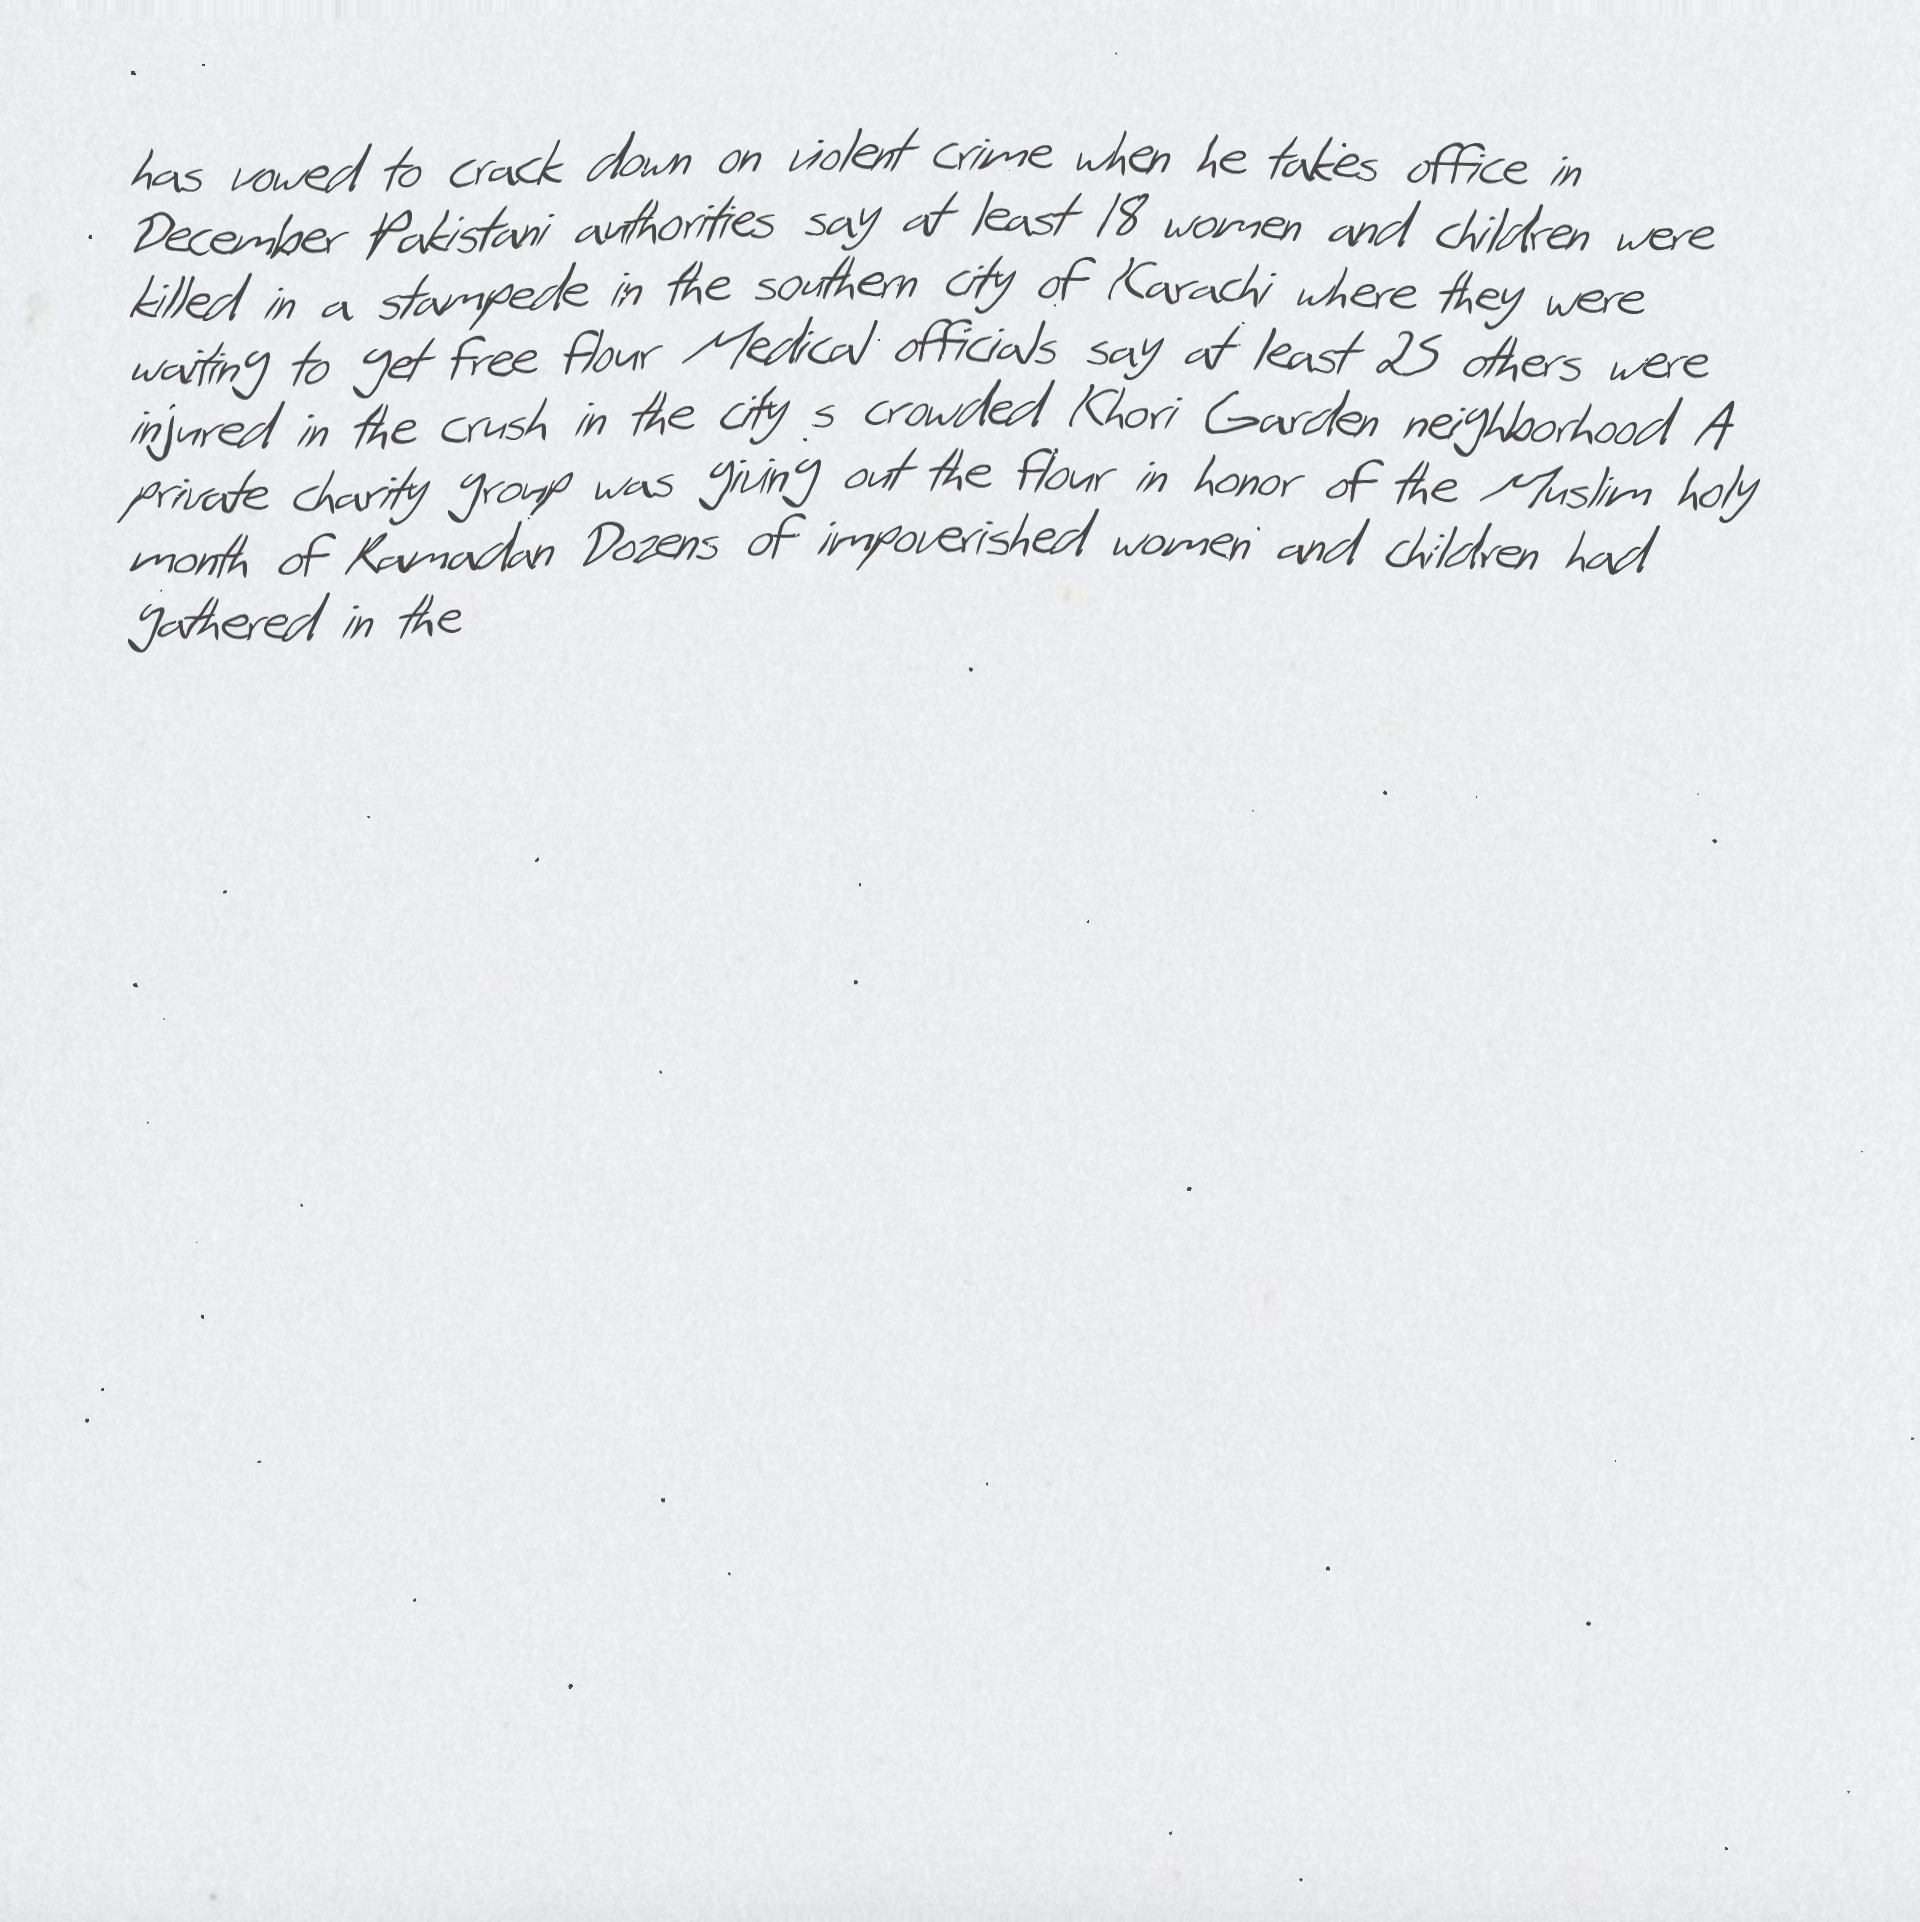 has vowed to crack down on violent crime when he takes office in
December Pakistani authorities say at least 18 women and children were
killed in a stampede in the southern city of Karachi where they were
waiting to get free flour Medical officials say at least 25 others were
injured in the crush in the city s crowded Khori Garden neighborhood A
private charity group was giving out the flour in honor of the Muslim holy
month of Ramadan Dozens of impoverished women and children had
gathered in the